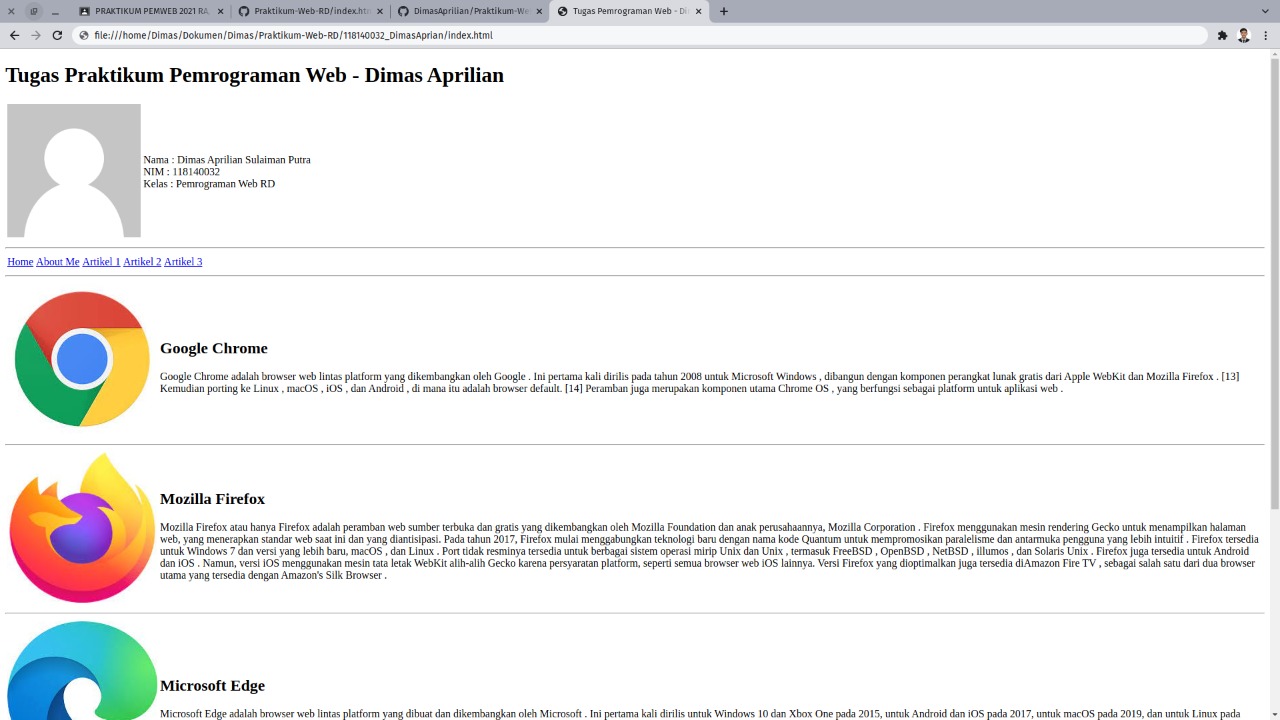 PRAKTIKUM PEMWEB 2021 RA,
Praktikum-Web-RD/index.htm
DimasAprilian/Praktikum-We
Tugas Pemrograman Web - Di
file:///home/Dimas/Dokumen/Dimas/Praktikum-Web-RD/118140032_DimasAprian/index.html
Tugas Praktikum Pemrograman Web - Dimas Aprilian
Nama : Dimas Aprilian Sulaiman Putra
NIM : 118140032
Kelas : Pemrograman Web RD
Home About Me Artikel 1 Artikel 2 Artikel 3
Google Chrome
Google Chrome adalah browser web lintas platform yang dikembangkan oleh Google . Ini pertama kali dirilis pada tahun 2008 untuk Microsoft Windows , dibangun dengan komponen perangkat lunak gratis dari Apple WebKit dan Mozilla Firefox . [13]
Kemudian porting ke Linux , macOS , iOS , dan Android , di mana itu adalah browser default. [14] Peramban juga merupakan komponen utama Chrome OS , yang berfungsi sebagai platform untuk aplikasi web .
Mozilla Firefox
Mozilla Firefox atau hanya Firefox adalah peramban web sumber terbuka dan gratis yang dikembangkan oleh Mozilla Foundation dan anak perusahaannya, Mozilla Corporation . Firefox menggunakan mesin rendering Gecko untuk menampilkan halaman
web, yang menerapkan standar web saat ini dan yang diantisipasi. Pada tahun 2017, Firefox mulai menggabungkan teknologi baru dengan nama kode Quantum untuk mempromosikan paralelisme dan antarmuka pengguna yang lebih intuitif . Firefox tersedia
untuk Windows 7 dan versi yang lebih baru, macOS , dan Linux . Port tidak resminya tersedia untuk berbagai sistem operasi mirip Unix dan Unix , termasuk FreeBSD , OpenBSD , NetBSD , illumos , dan Solaris Unix . Firefox juga tersedia untuk Android
dan iOS . Namun, versi iOS menggunakan mesin tata letak WebKit alih-alih Gecko karena persyaratan platform, seperti semua browser web iOS lainnya. Versi Firefox yang dioptimalkan juga tersedia diAmazon Fire TV , sebagai salah satu dari dua browser
utama yang tersedia dengan Amazon's Silk Browser .
Microsoft Edge
Microsoft Edge adalah browser web lintas platform yang dibuat dan dikembangkan oleh Microsoft . Ini pertama kali dirilis untuk Windows 10 dan Xbox One pada 2015, untuk Android dan iOS pada 2017, untuk macOS pada 2019, dan untuk Linux pada